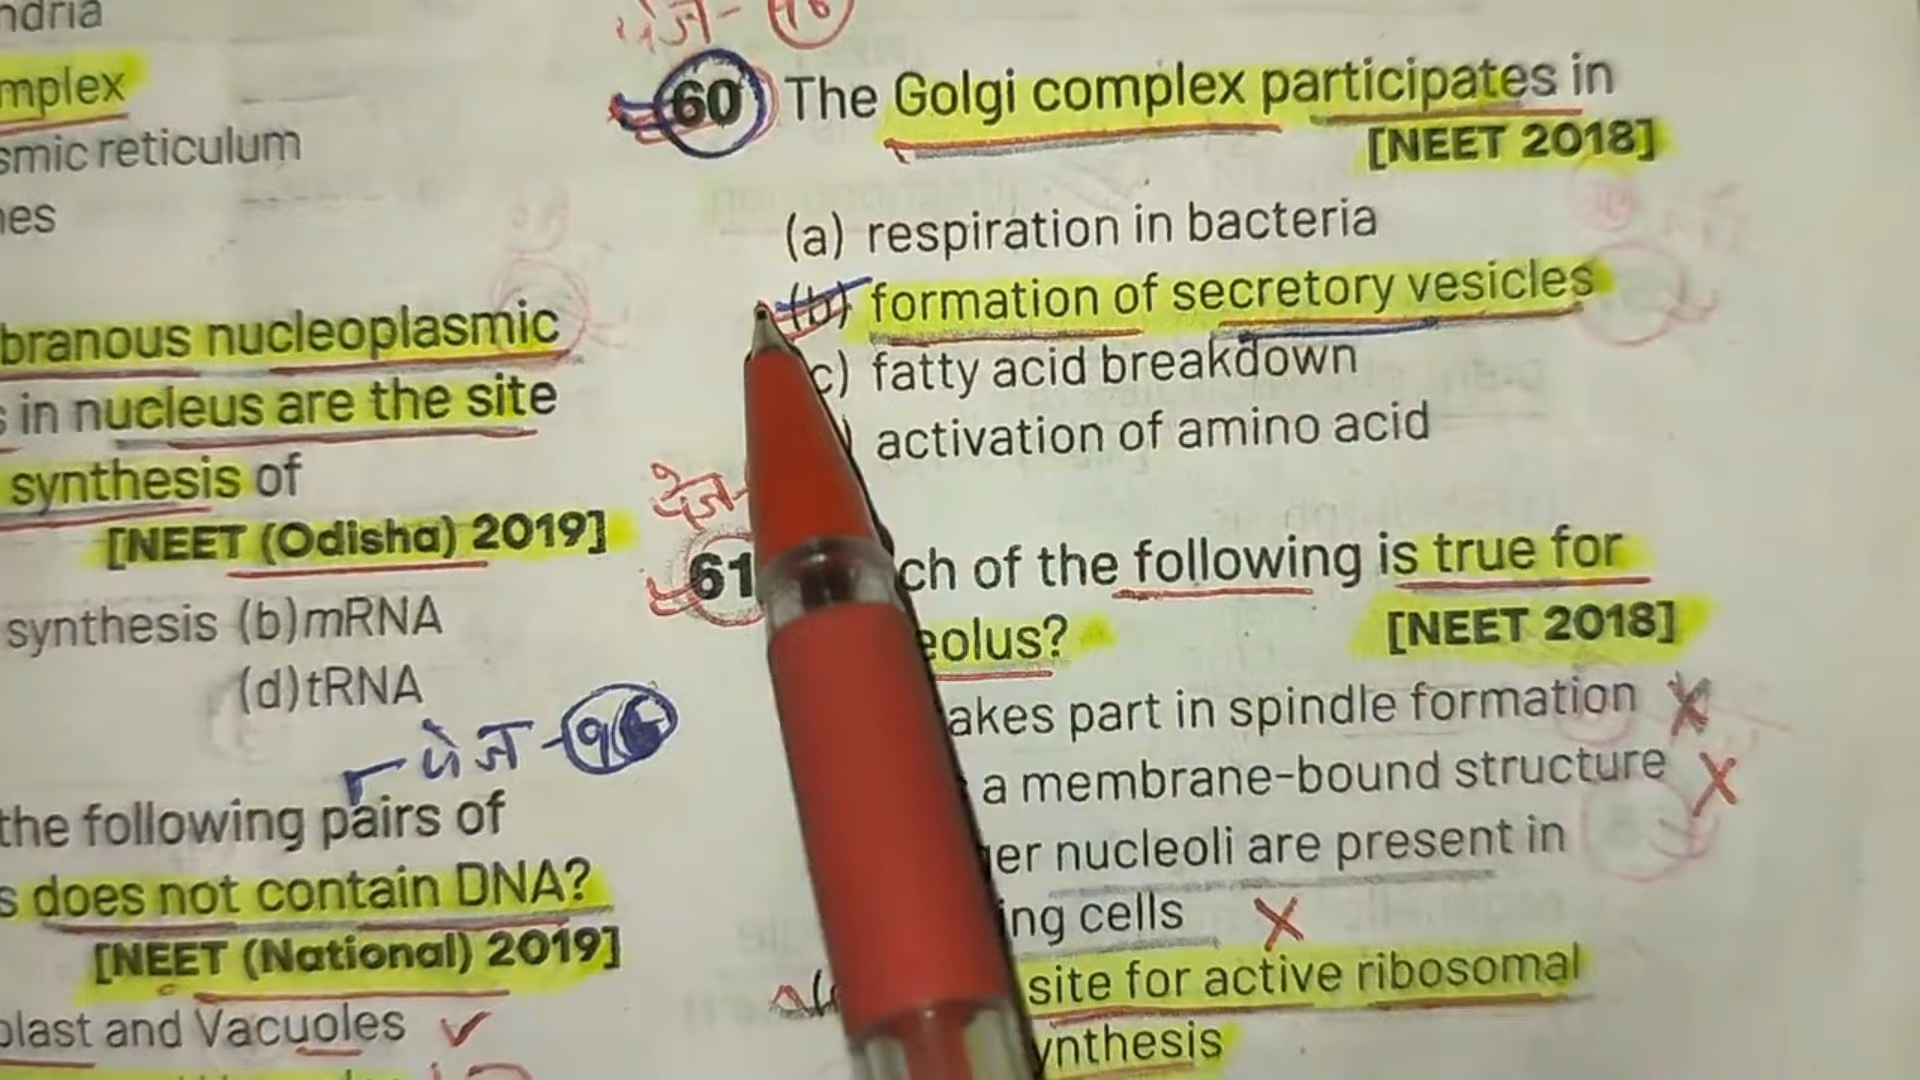 mplex
smic reticulum
branous nucleoplasmic
in nucleus are the site
synthesis of
[NEET (Odisha) 2019]
synthesis (b) mRNA
(d) tRNA
पेज -
the following pairs of
does not contain DNA?
[NEET (National) 2019]
plast and Vacuoles
60 The Golgi complex participates in
[NEET 2018]
(a) respiration in bacteria
(b) formation of secretory vesicles
c) fatty acid breakdown
) activation of amino acid
पेज-
61 ch of the following is true for
eolus?
[NEET 2018]
akes part in spindle formation
a membrane-bound structure
ger nucleoli are present in
ing cells
site for active ribosomal
ynthesis